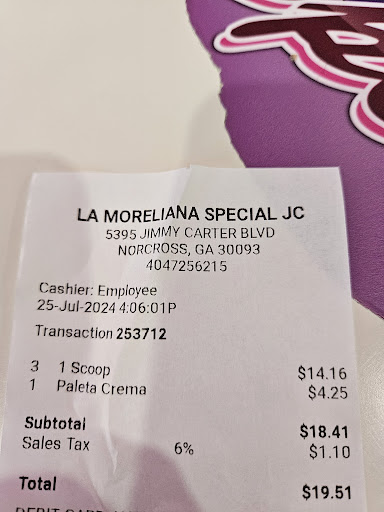 LA MORELIANA SPECIAL JC
5395 JIMMY CARTER BLVD
NORCROSS, GA 30093
4047256215
Cashier: Employee
25-Jul-2024 4:06:01P
Transaction 253712
3 1 Scoop $14.16
1 Paleta Crema $4.25
Subtotal $18.41
Sales Tax 6% $1.10
Total $19.51